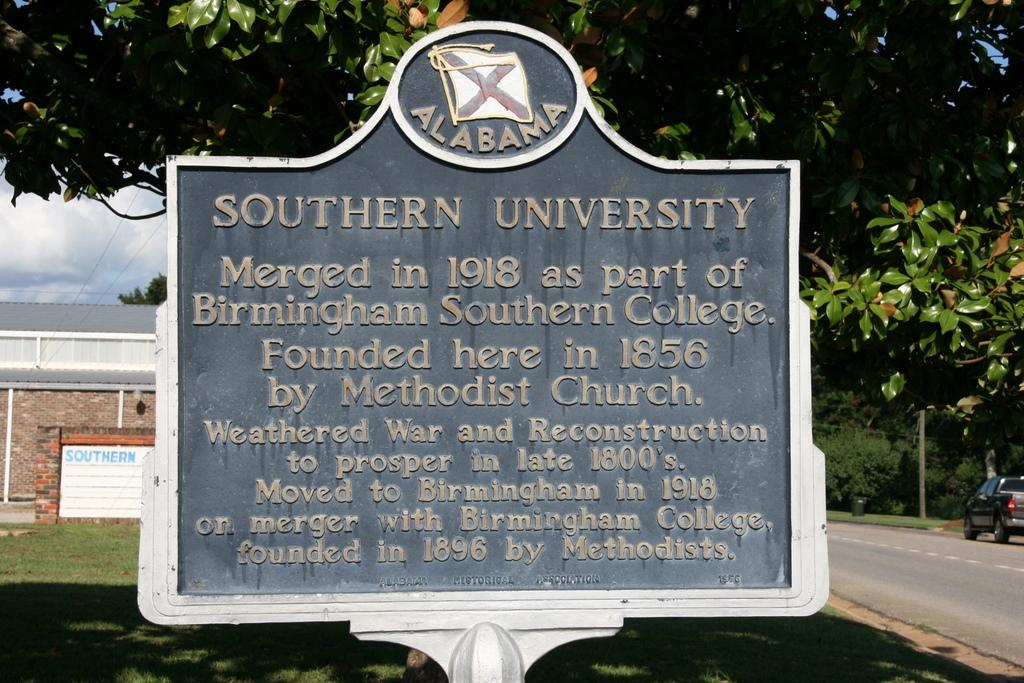 ALABAMA
SOUTHERN UNIVERSITY
Merged in 1918 as part of
Birmingham Southern College.
Founded here in 1856
by Methodist Church.
Weathered War and Reconstruction
to prosper in late 1800's.
Moved to Birmingham in 1918
on merger with Birmingham College,
founded in 1896 by Methodists.
ALABAMA HISTORICAL ASSOCIATION
SOUTHERN